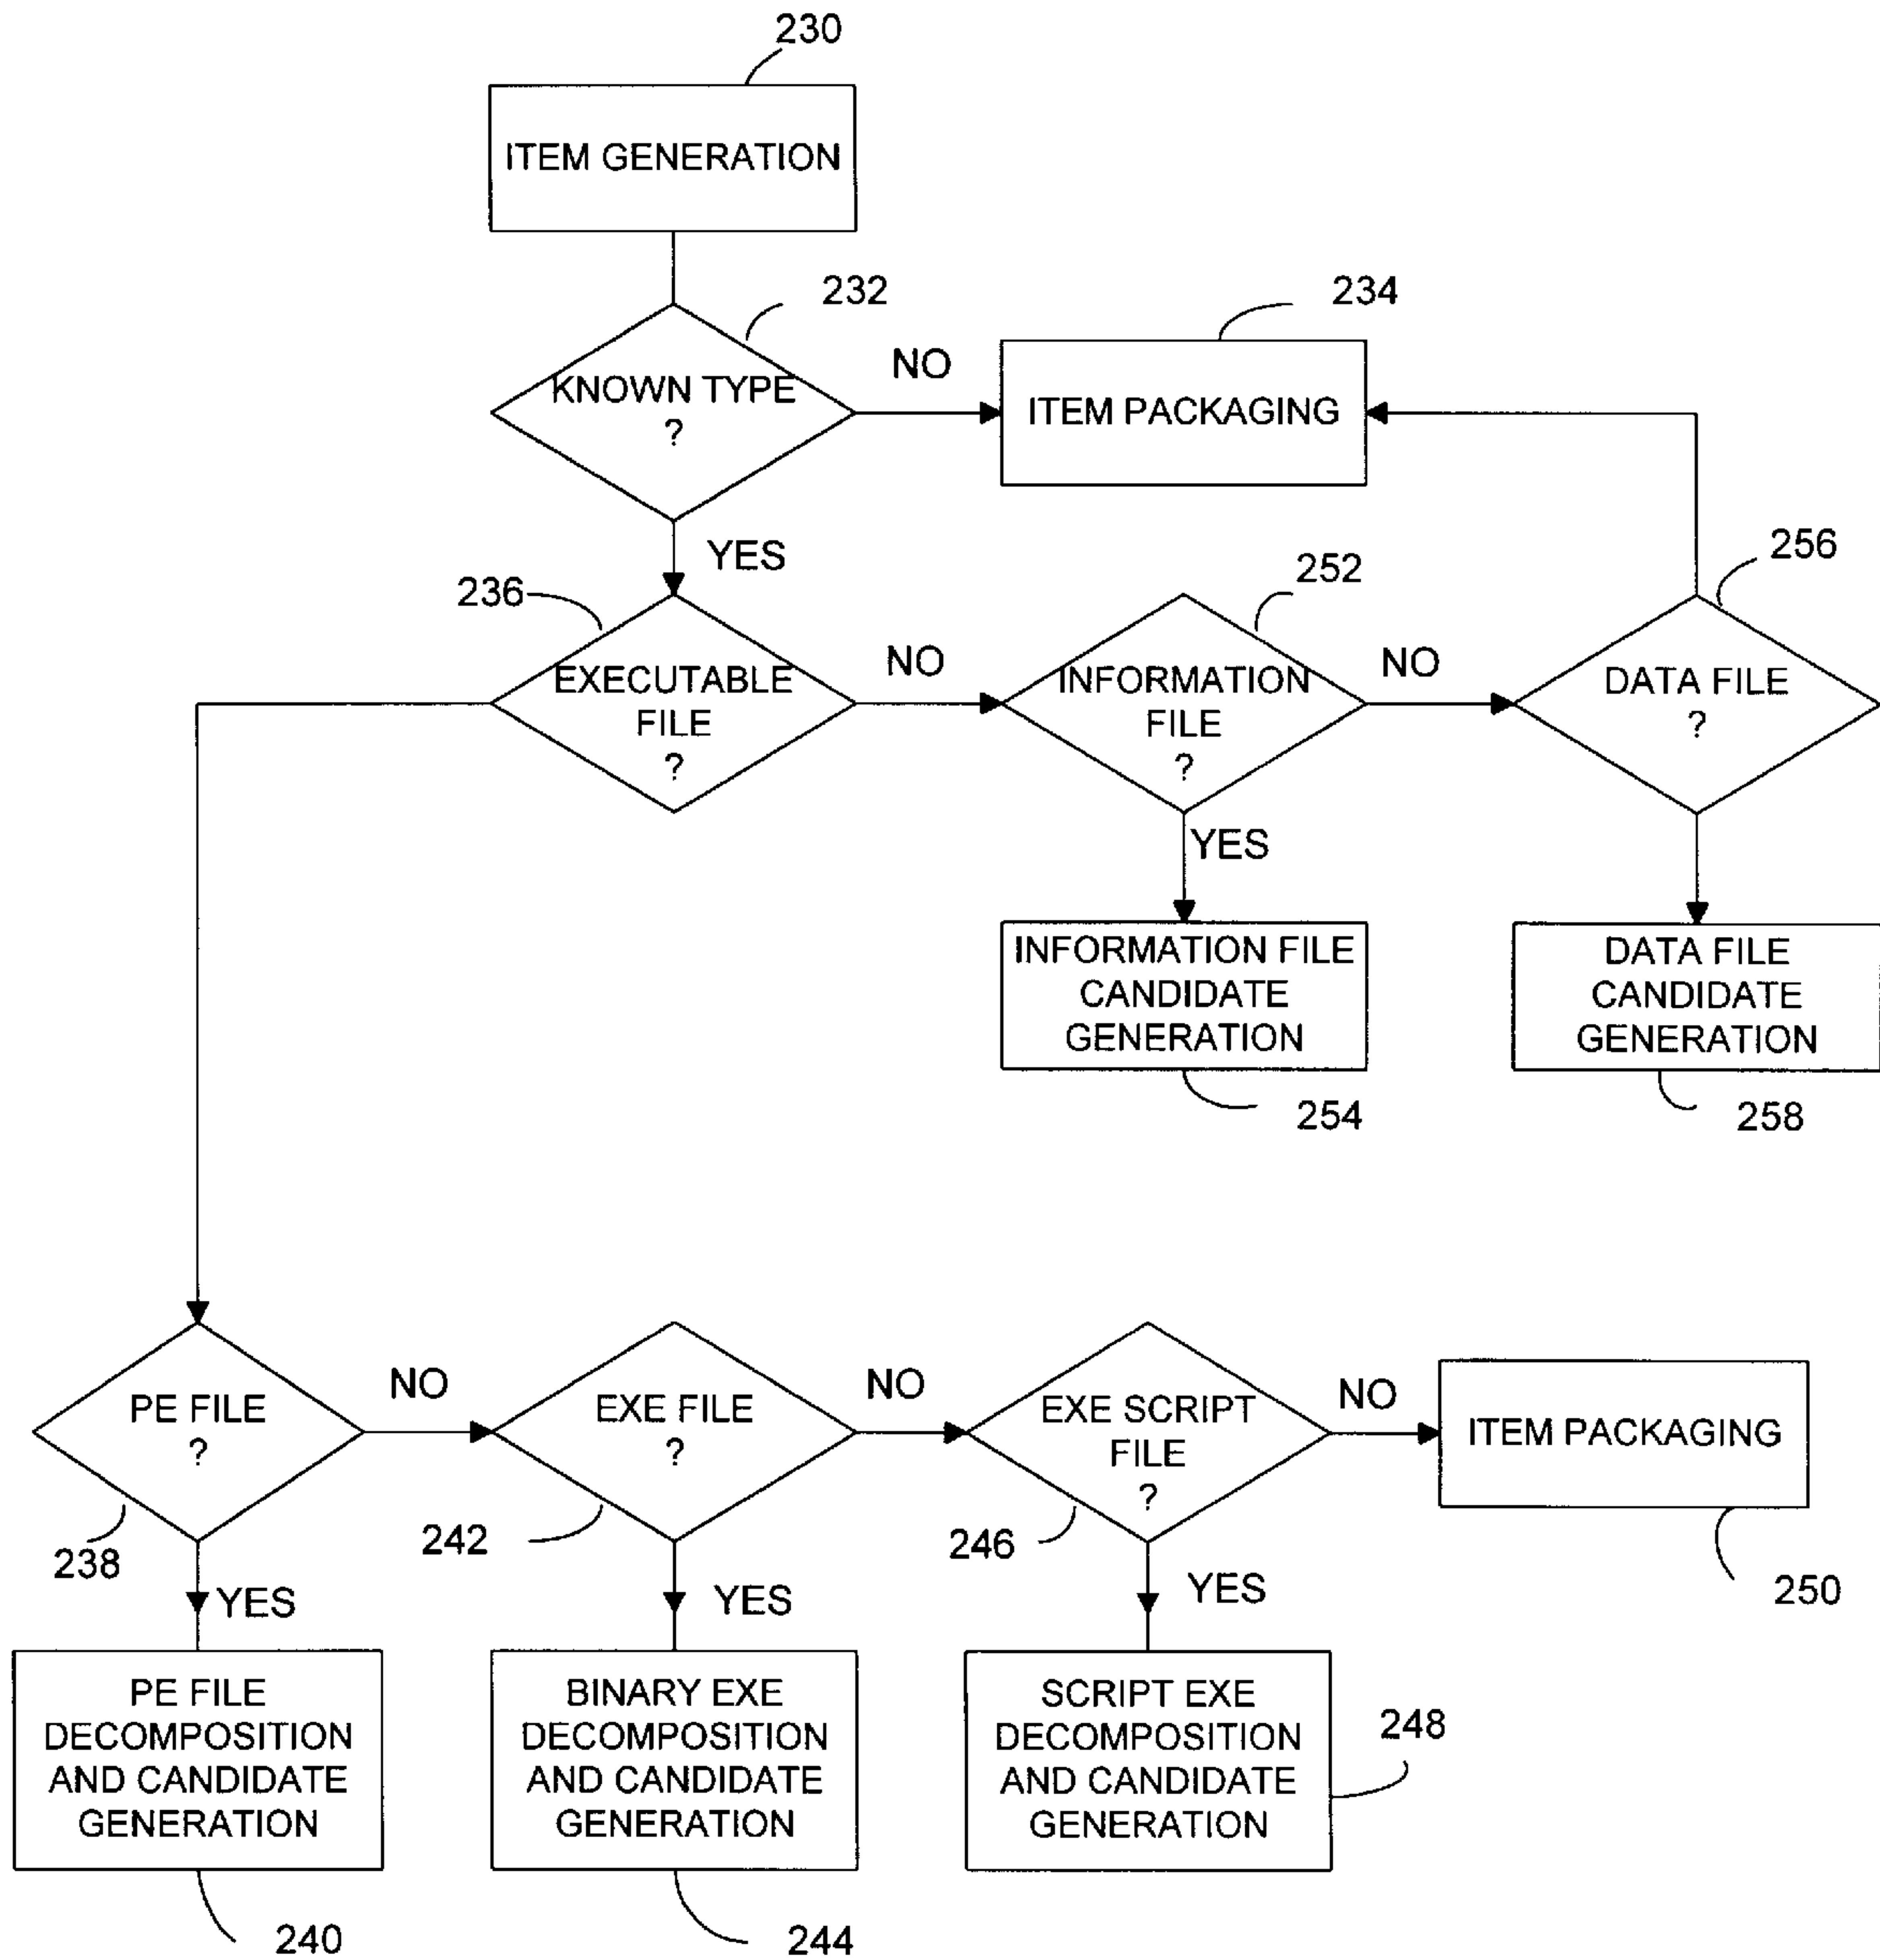 230
ITEM GENERATION
232
234
KNOWN TYPE
?
NO
ITEM PACKAGING
YES
236
252
256
EXECUTABLE
FILE
?
NO
INFORMATION
FILE
?
NO
DATA FILE
?
YES
INFORMATION FILE
CANDIDATE
GENERATION
DATA FILE
CANDIDATE
GENERATION
254
258
PE FILE
?
NO
EXE FILE
?
NO
EXE SCRIPT
FILE
?
NO
ITEM PACKAGING
238
242
246
250
YES
YES
YES
PE FILE
DECOMPOSITION
AND CANDIDATE
GENERATION
BINARY EXE
DECOMPOSITION
AND CANDIDATE
GENERATION
SCRIPT EXE
DECOMPOSITION
AND CANDIDATE
GENERATION
248
240
244